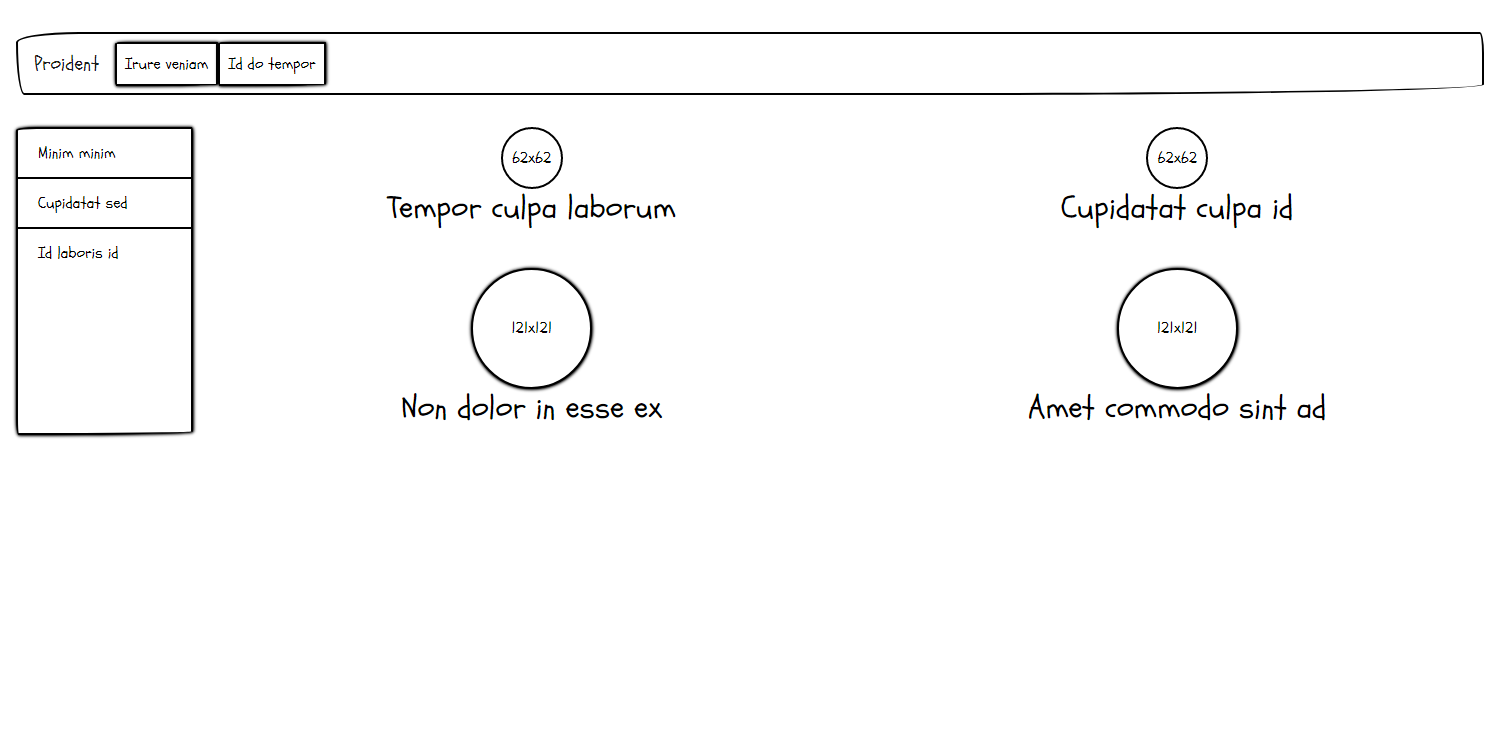 Proident Irure veniam Id do tempor
Minim minim
Cupidatat sed
Id laboris id
62x62
Tempor culpa laborum
62x62
Cupidatat culpa id
121x121
Non dolor in esse ex
121x121
Amet commodo sint ad